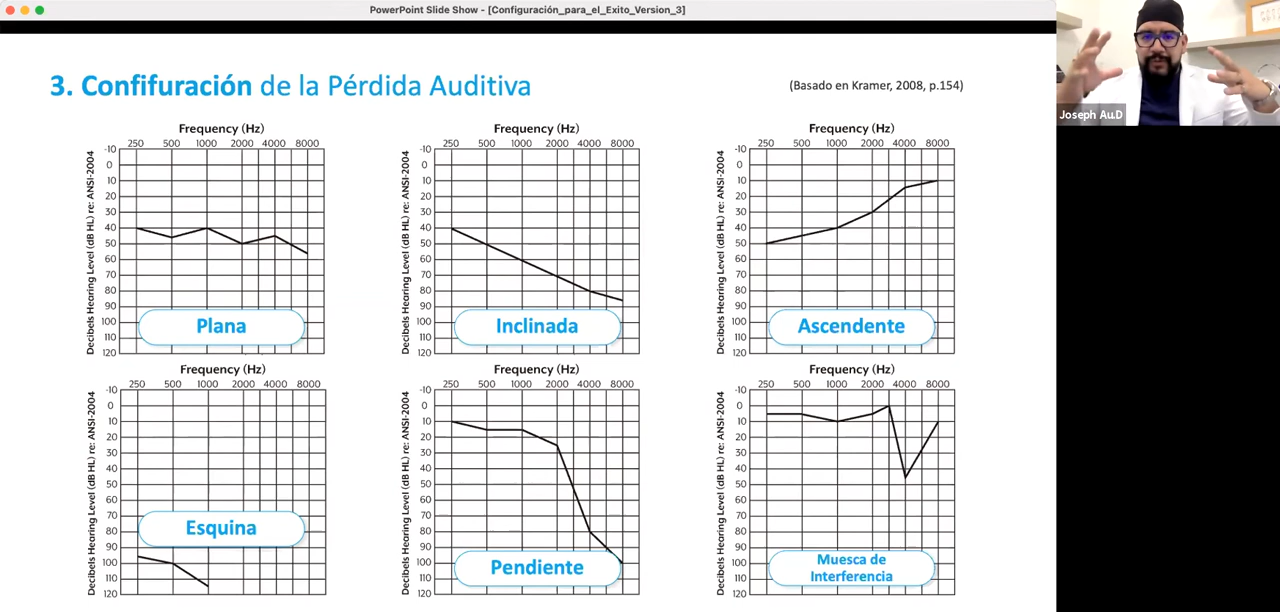 PowerPoint Slide Show - [Configuración_para_el_Exito_Version_3]
3. Confifuración de la Pérdida Auditiva
(Basado en Kramer, 2008, p.154)
Joseph Au.D
Frequency (Hz)
250 500 1000 2000 4000 8000
Decibels Hearing Level (dB HL) re: ANSI-2004
-10
0
10
20
30
40
50
60
70
80
90
100
110
120
Plana
Frequency (Hz)
250 500 1000 2000 4000 8000
Decibels Hearing Level (dB HL) re: ANSI-2004
-10
0
10
20
30
40
50
60
70
80
90
100
110
120
Inclinada
Frequency (Hz)
250 500 1000 2000 4000 8000
Decibels Hearing Level (dB HL) re: ANSI-2004
-10
0
10
20
30
40
50
60
70
80
90
100
110
120
Ascendente
Frequency (Hz)
250 500 1000 2000 4000 8000
Decibels Hearing Level (dB HL) re: ANSI-2004
-10
0
10
20
30
40
50
60
70
80
90
100
110
120
Esquina
Frequency (Hz)
250 500 1000 2000 4000 8000
Decibels Hearing Level (dB HL) re: ANSI-2004
-10
0
10
20
30
40
50
60
70
80
90
100
110
120
Pendiente
Frequency (Hz)
250 500 1000 2000 4000 8000
Decibels Hearing Level (dB HL) re: ANSI-2004
-10
0
10
20
30
40
50
60
70
80
90
100
110
120
Muesca de
Interferencia